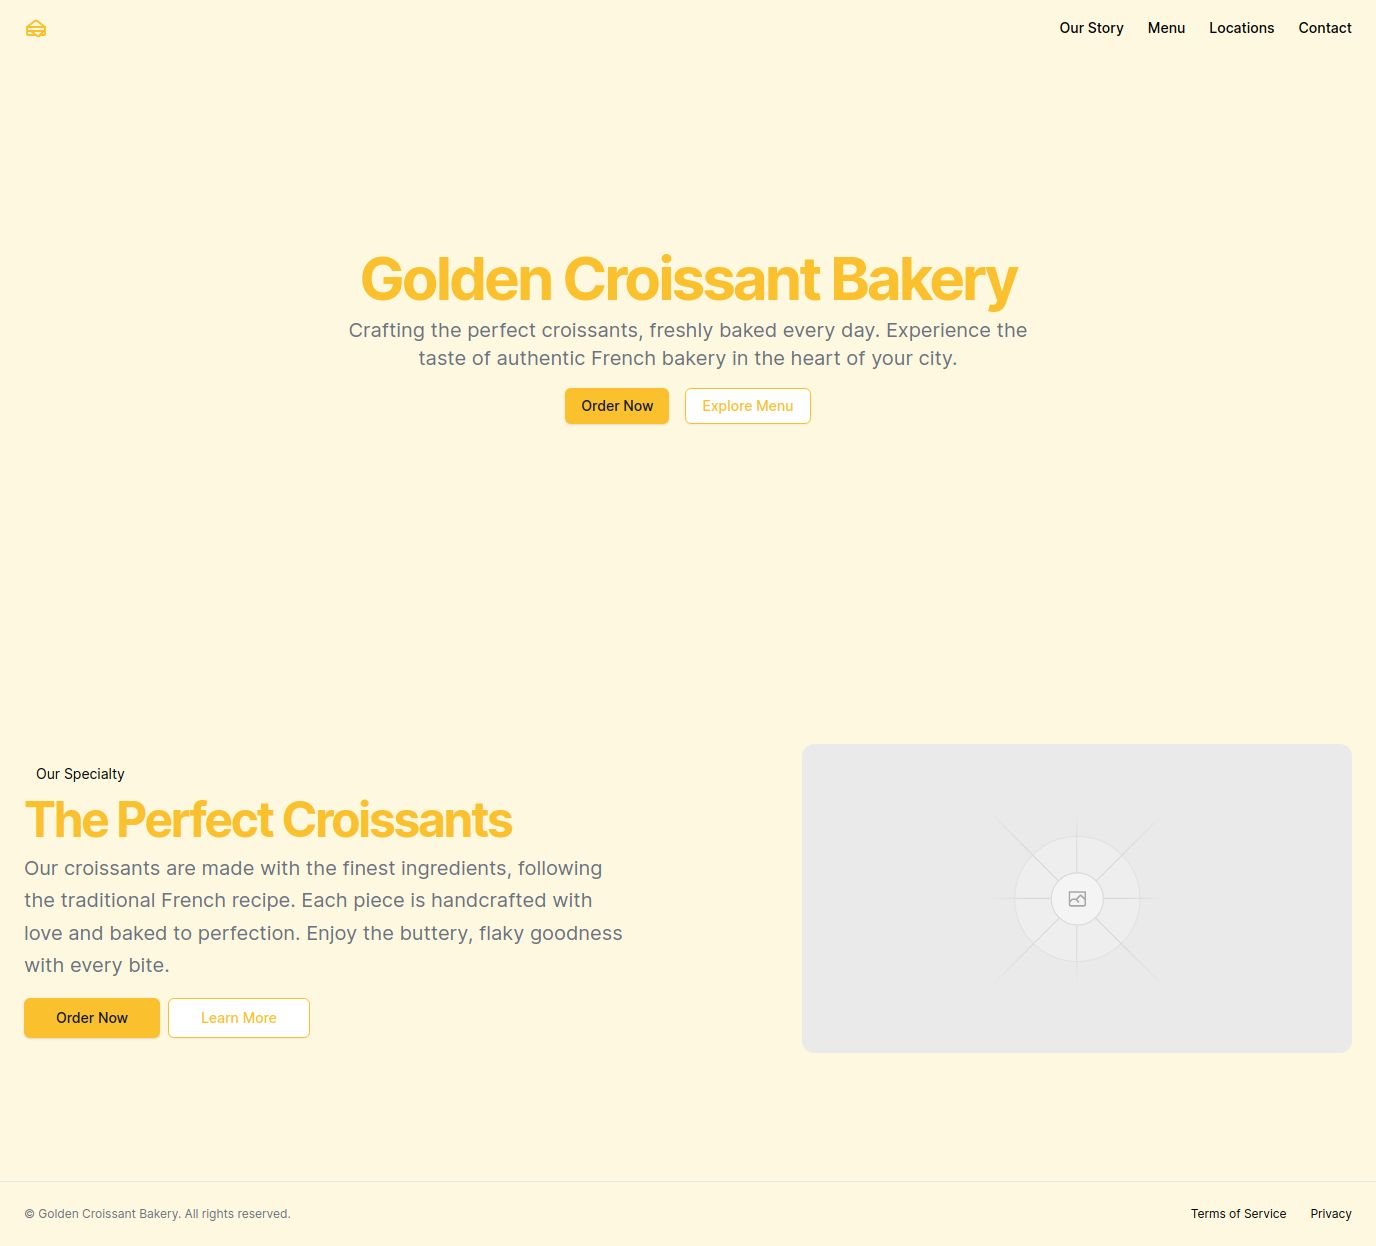 Our Story
Menu
Locations
Contact
Golden Croissant Bakery
Crafting the perfect croissants, freshly baked every day. Experience the
taste of authentic French bakery in the heart of your city.
Order Now
Explore Menu
Our Specialty
The Perfect Croissants
Our croissants are made with the finest ingredients, following
the traditional French recipe. Each piece is handcrafted with
love and baked to perfection. Enjoy the buttery, flaky goodness
with every bite.
Order Now
Learn More
© Golden Croissant Bakery. All rights reserved.
Terms of Service
Privacy